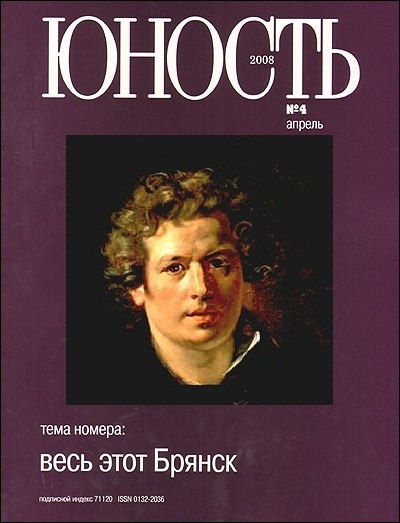 ЮНОСТЬ
2008
№4
апрель
тема номера:
весь этот Брянск
подписной индекс 71120 ISSN 0132-2036